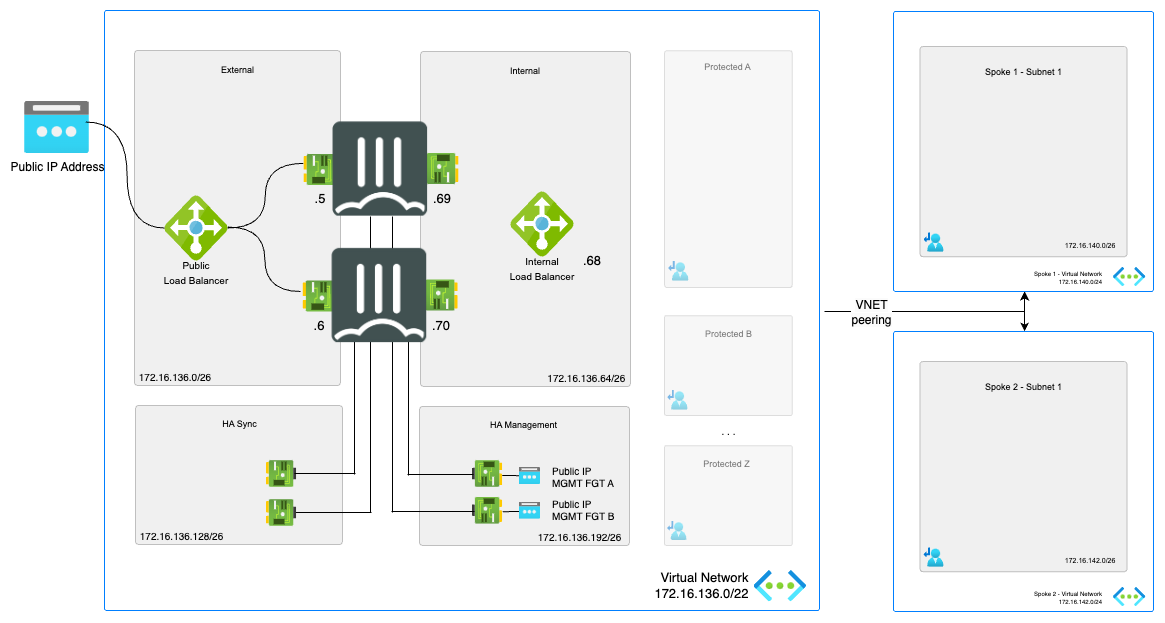 Public IP Address
External
Public
Load Balancer
.5
.6
172.16.136.0/26
Internal
.69
.70
Internal
Load Balancer
.68
172.16.136.64/26
HA Sync
172.16.136.128/26
HA Management
Public IP
MGMT FGT A
Public IP
MGMT FGT B
172.16.136.192/26
Protected A
Protected B
...
Protected Z
Virtual Network
172.16.136.0/22
VNET
peering
Spoke 1 - Subnet 1
172.16.140.0/26
Spoke 1 - Virtual Network
172.16.140.0/24
Spoke 2 - Subnet 1
172.16.142.0/26
Spoke 2 - Virtual Network
172.16.142.0/24